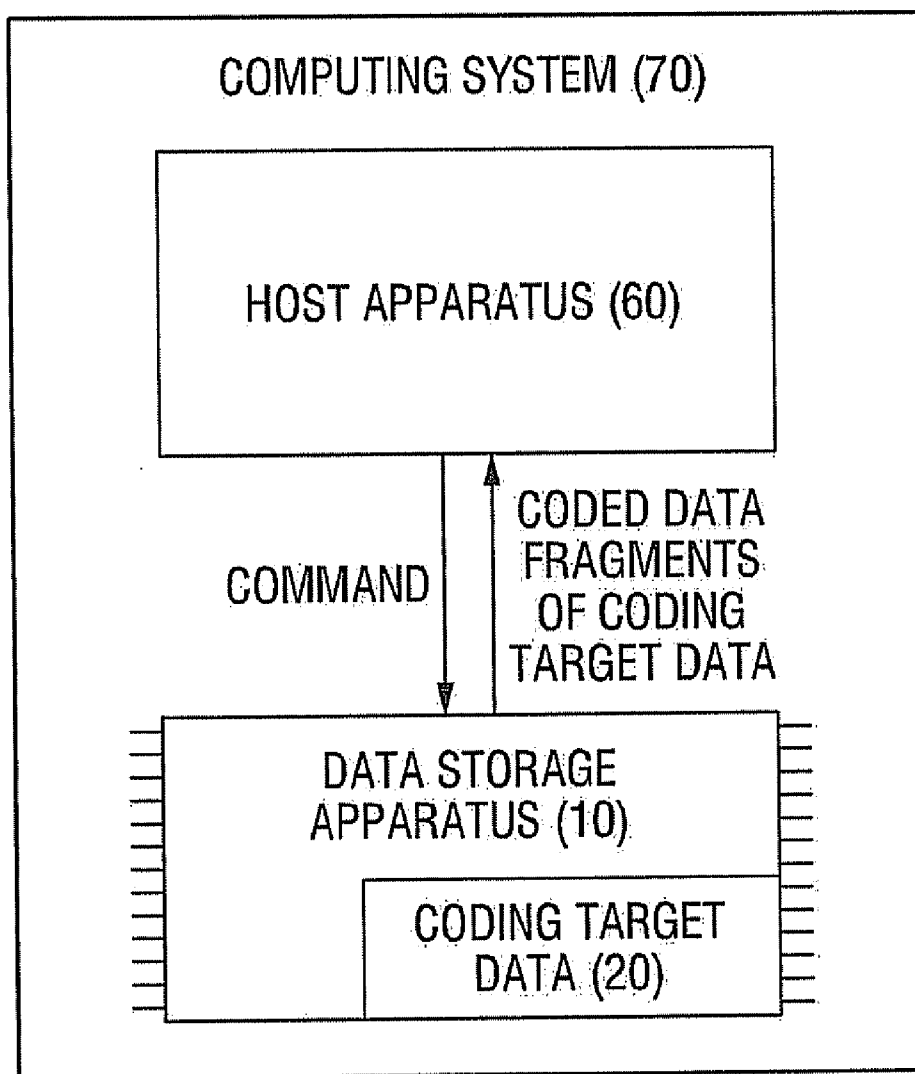 COMPUTING SYSTEM (70)
HOST APPARATUS (60)
COMMAND
CODED DATA
FRAGMENTS
OF CODING
TARGET DATA
DATA STORAGE
APPARATUS (10)
CODING TARGET
DATA (20)